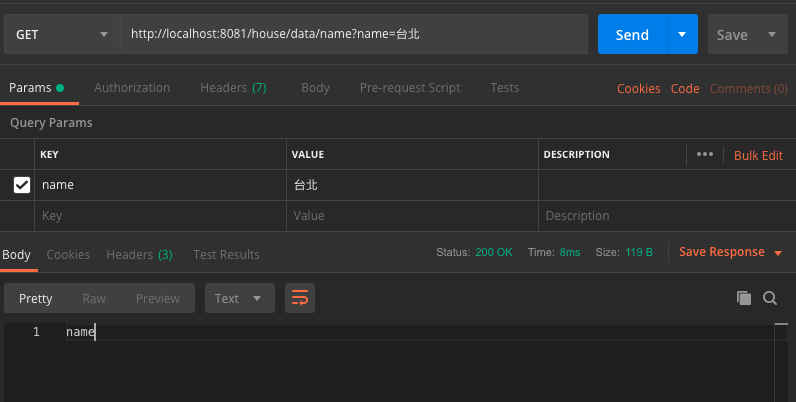 GET http://localhost:8081/house/data/name?name=台北 Send Save
Params Authorization Headers (7) Body Pre-request Script Tests Cookies Code Comments (0)
Query Params
KEY VALUE DESCRIPTION ••• Bulk Edit
name 台北
Key Value Description
Body Cookies Headers (3) Test Results Status: 200 OK Time: 8ms Size: 119 B Save Response
Pretty Raw Preview Text
1 name